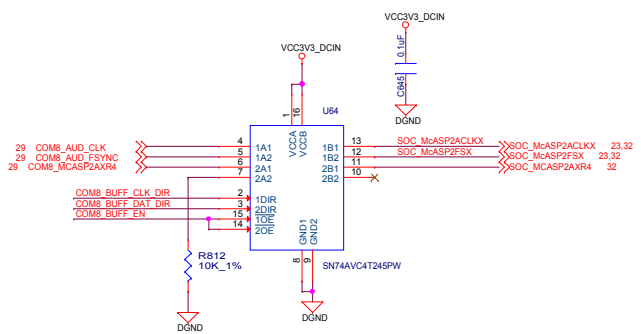 VCC3V3_DCIN
VCC3V3_DCIN
0.1uF
C645
DGND
U64
1
16
VCCA
VCCB
29 COM8_AUD_CLK 4 1A1 1B1 13 SOC_McASP2ACLKX SOC_McASP2ACLKX 23,32
29 COM8_AUD_FSYNC 5 1A2 1B2 12 SOC_McASP2FSX SOC_McASP2FSX 23,32
29 COM8_MCASP2AXR4 6 2A1 2B1 11 SOC_McASP2AXR4 32
7 2A2 2B2 10
COM8_BUFF_CLK_DIR 2 1DIR
COM8_BUFF_DAT_DIR 3 2DIR
COM8_BUFF_EN 15 1OE
14 2OE
GND1
GND2
8
9
SN74AVC4T245PW
R812
10K_1%
DGND
DGND